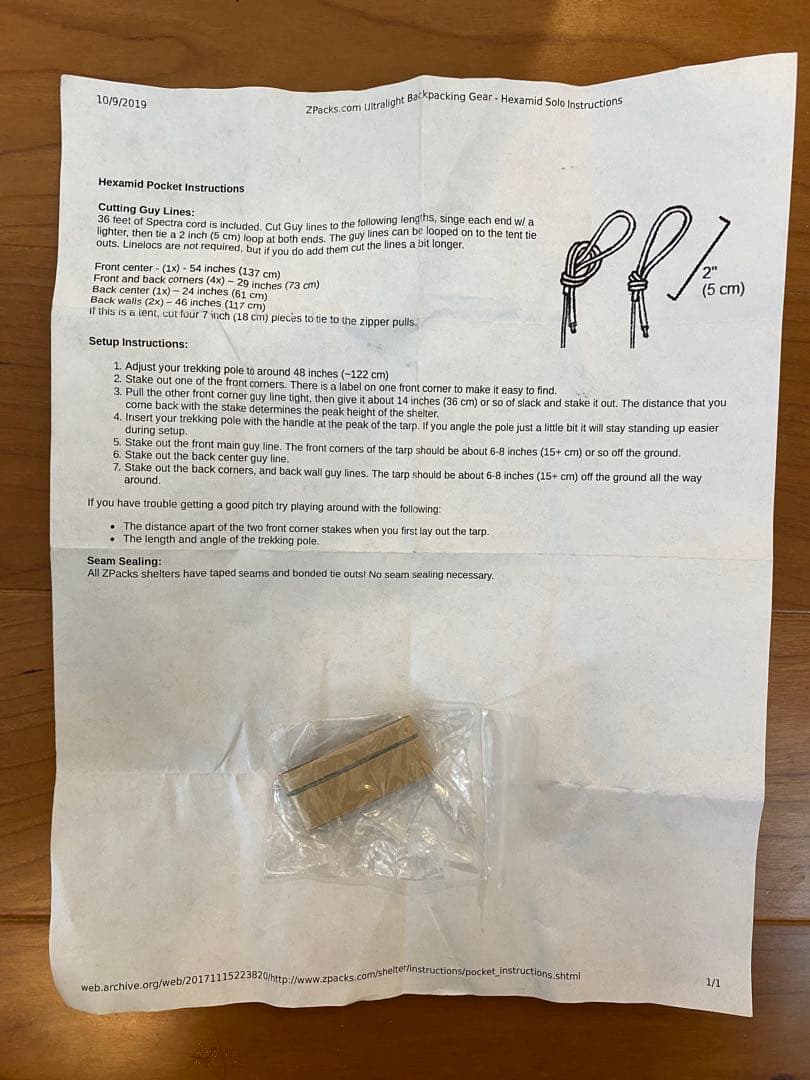 10/9/2019
ZPacks.com Ultralight Backpacking Gear - Hexamid Solo Instructions
Hexamid Pocket Instructions
Cutting Guy Lines:
36 feet of Spectra cord is included. Cut Guy lines to the following lengths, singe each end w/ a
lighter, then tie a 2 inch (5 cm) loop at both ends. The guy lines can be looped on to the tent tie
outs. Linelocs are not required, but if you do add them cut the lines a bit longer.
2"
(5 cm)
Front center - (1x) - 54 inches (137 cm)
Front and back corners (4x) – 29 inches (73 cm)
Back center (1x) – 24 inches (61 cm)
Back walls (2x) – 46 inches (117 cm)
If this is a tent, cut four 7 inch (18 cm) pieces to tie to the zipper pulls.
Setup Instructions:
1. Adjust your trekking pole to around 48 inches (~122 cm)
2. Stake out one of the front corners. There is a label on one front corner to make it easy to find.
3. Pull the other front corner guy line tight, then give it about 14 inches (36 cm) or so of slack and stake it out. The distance that you
come back with the stake determines the peak height of the shelter.
4. Insert your trekking pole with the handle at the peak of the tarp. If you angle the pole just a little bit it will stay standing up easier
during setup.
5. Stake out the front main guy line. The front corners of the tarp should be about 6-8 inches (15+ cm) or so off the ground.
6. Stake out the back center guy line.
7. Stake out the back corners, and back wall guy lines. The tarp should be about 6-8 inches (15+ cm) off the ground all the way
around.
If you have trouble getting a good pitch try playing around with the following:
• The distance apart of the two front corner stakes when you first lay out the tarp.
• The length and angle of the trekking pole.
Seam Sealing:
All ZPacks shelters have taped seams and bonded tie outs! No seam sealing necessary.
web.archive.org/web/20171115223820/http://www.zpacks.com/shelter/instructions/pocket_instructions.shtml
1/1